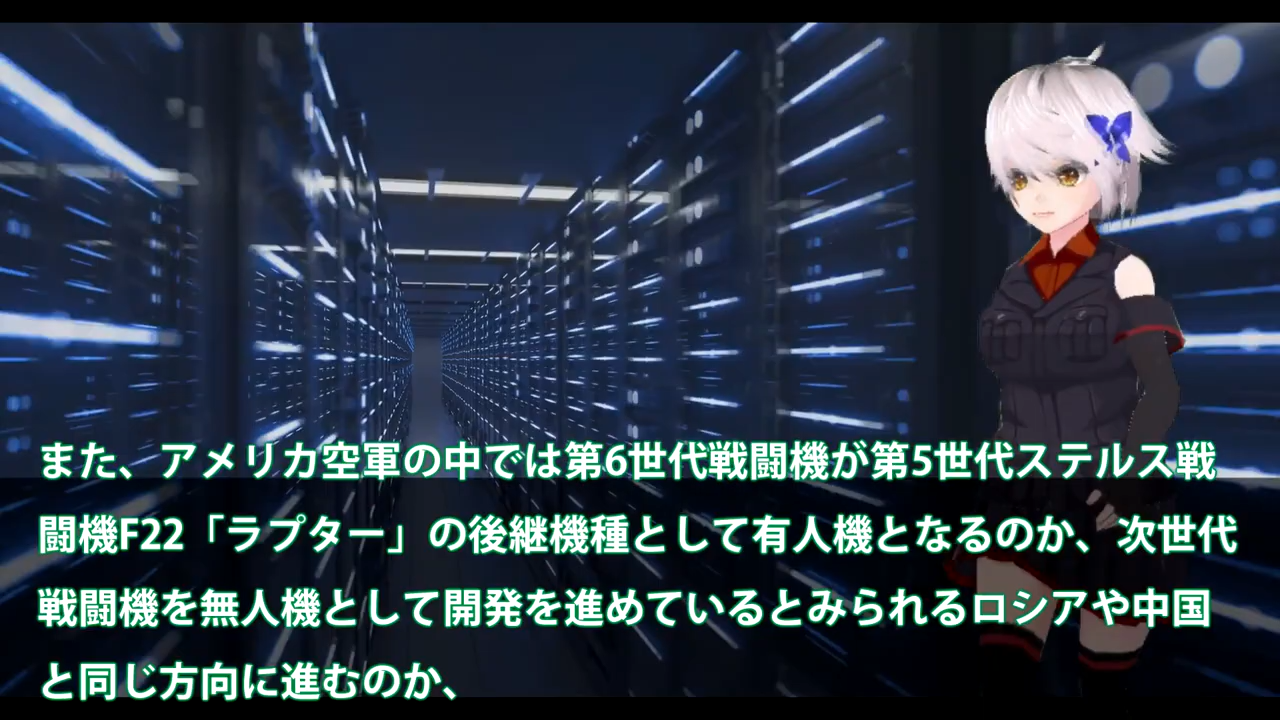 また、アメリカ空軍の中では第6世代戦闘機が第5世代ステルス戦
闘機F22「ラプター」の後継機種として有人機となるのか、次世代
戦闘機を無人機として開発を進めているとみられるロシアや中国
と同じ方向に進むのか、